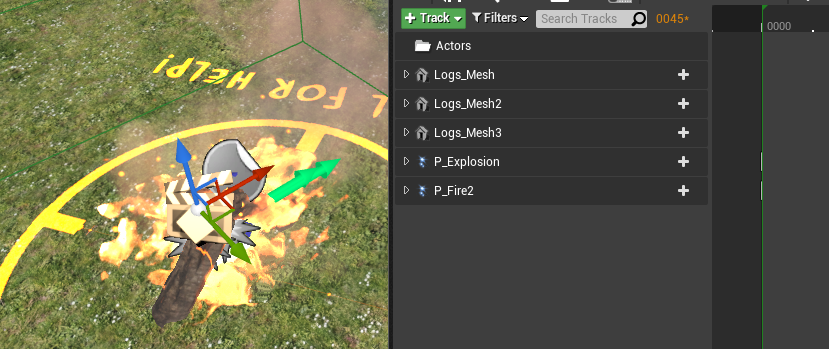 FOR HELP!
Track
Filters
Search Tracks
0045*
0000
Actors
Logs_Mesh
Logs_Mesh2
Logs_Mesh3
P_Explosion
P_Fire2